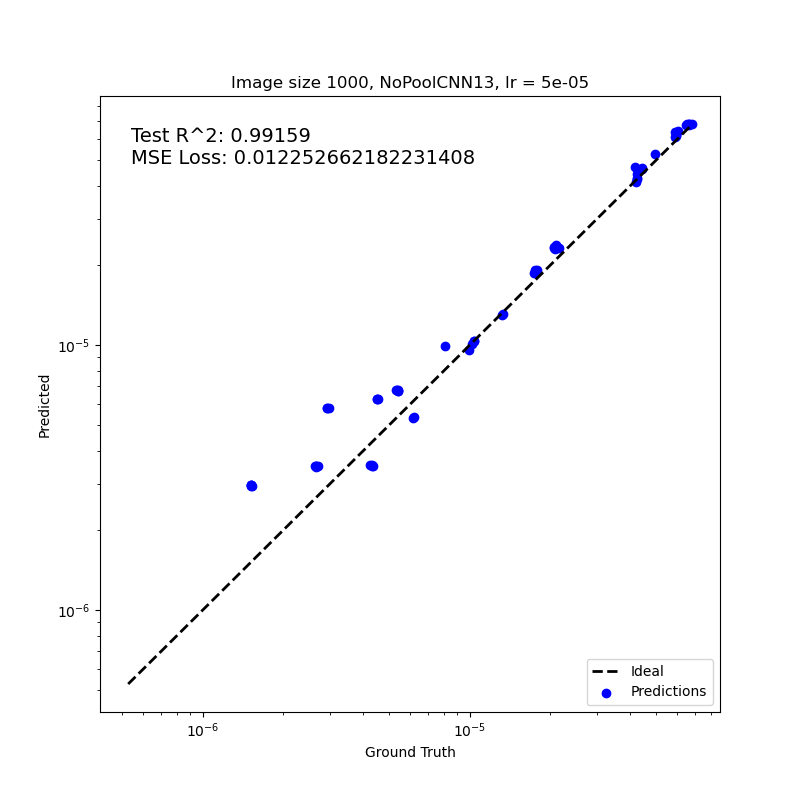 Image size 1000, NoPoolCNN13, lr = 5e-05
Test R^2: 0.99159
MSE Loss: 0.012252662182231408
10⁻⁵
Predicted
10⁻⁶
Ideal
Predictions
10⁻⁶
10⁻⁵
Ground Truth